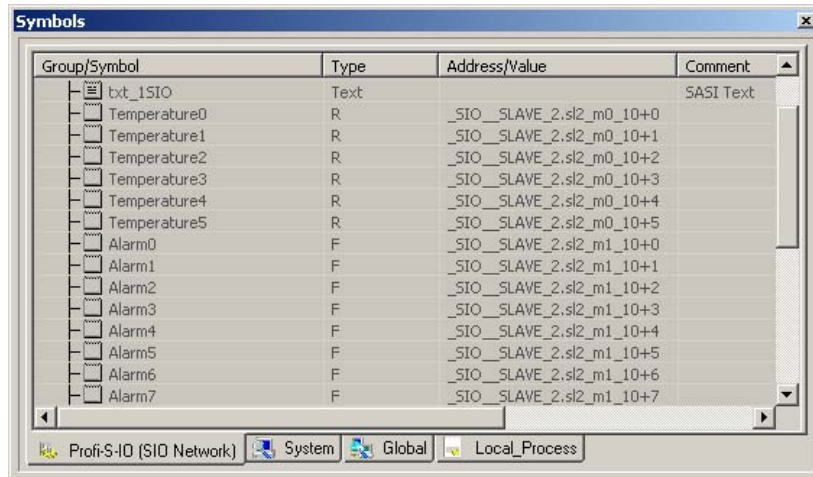 Symbols
Group/Symbol Type Address/Value Comment
txt_1SIO Text SASI Text
Temperature0 R _SIO__SLAVE_2.sl2_m0_10+0
Temperature1 R _SIO__SLAVE_2.sl2_m0_10+1
Temperature2 R _SIO__SLAVE_2.sl2_m0_10+2
Temperature3 R _SIO__SLAVE_2.sl2_m0_10+3
Temperature4 R _SIO__SLAVE_2.sl2_m0_10+4
Temperature5 R _SIO__SLAVE_2.sl2_m0_10+5
Alarm0 F _SIO__SLAVE_2.sl2_m1_10+0
Alarm1 F _SIO__SLAVE_2.sl2_m1_10+1
Alarm2 F _SIO__SLAVE_2.sl2_m1_10+2
Alarm3 F _SIO__SLAVE_2.sl2_m1_10+3
Alarm4 F _SIO__SLAVE_2.sl2_m1_10+4
Alarm5 F _SIO__SLAVE_2.sl2_m1_10+5
Alarm6 F _SIO__SLAVE_2.sl2_m1_10+6
Alarm7 F _SIO__SLAVE_2.sl2_m1_10+7
Profi-S-IO (SIO Network) System Global Local_Process